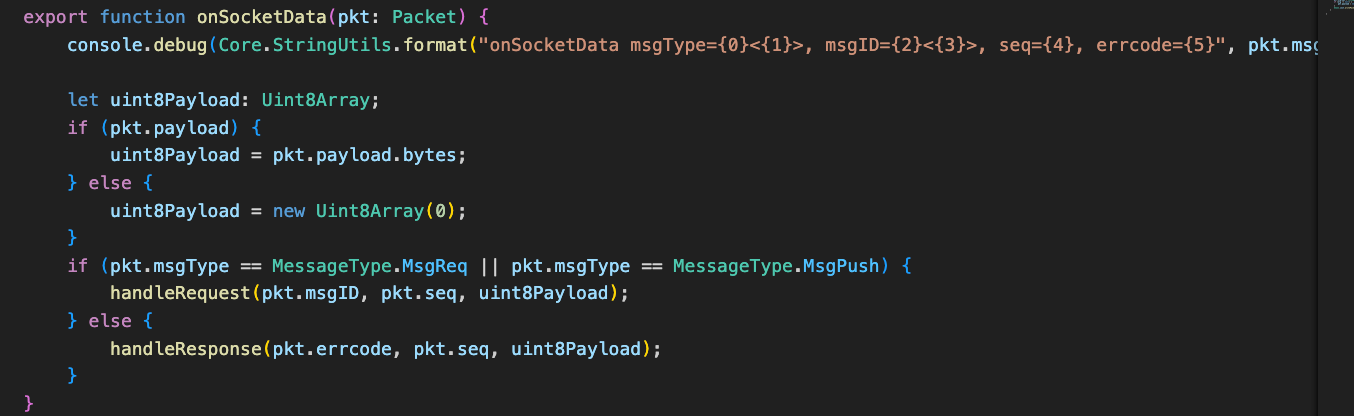 export function onSocketData(pkt: Packet) {
    console.debug(Core.StringUtils.format("onSocketData msgType={0}<{1}>, msgID={2}<{3}>, seq={4}, errcode={5}", pkt.msg
    let uint8Payload: Uint8Array;
    if (pkt.payload) {
        uint8Payload = pkt.payload.bytes;
    } else {
        uint8Payload = new Uint8Array(0);
    }
    if (pkt.msgType == MessageType.MsgReq || pkt.msgType == MessageType.MsgPush) {
        handleRequest(pkt.msgID, pkt.seq, uint8Payload);
    } else {
        handleResponse(pkt.errcode, pkt.seq, uint8Payload);
    }
}